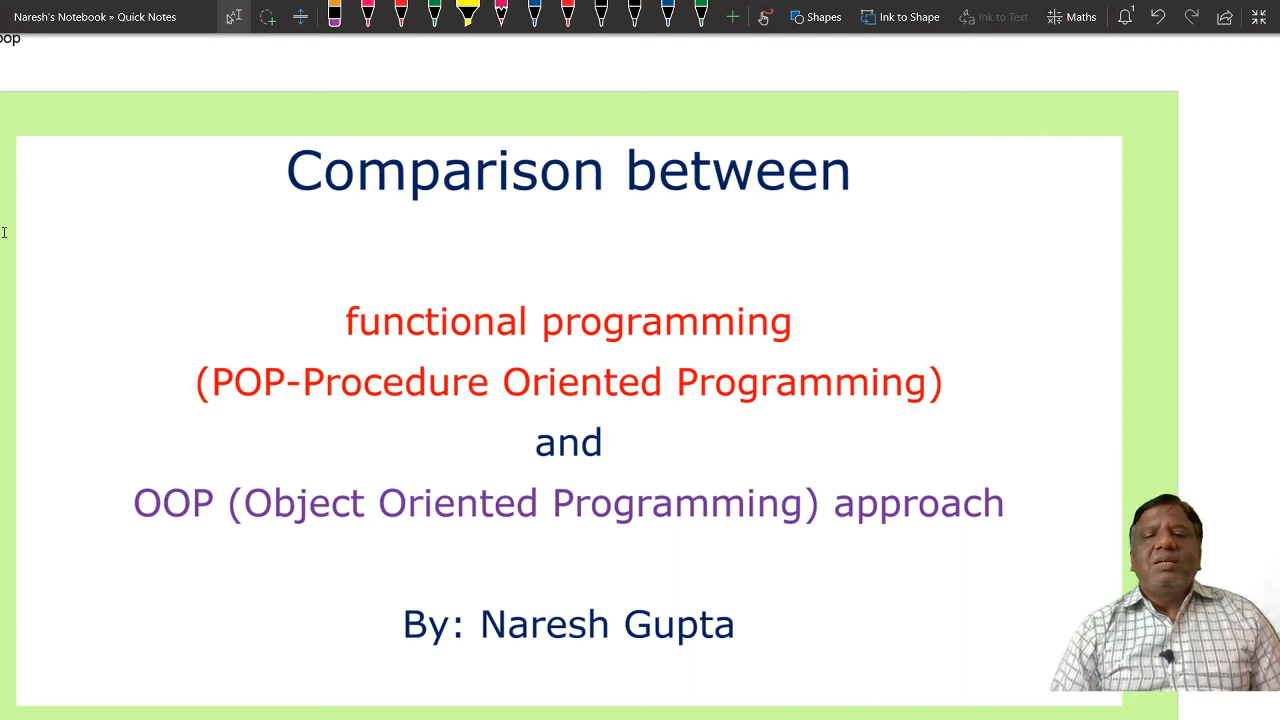 Naresh's Notebook » Quick Notes
Shapes
Ink to Shape
Ink to Text
Maths
1
oop
Comparison between
functional programming
(POP-Procedure Oriented Programming)
and
OOP (Object Oriented Programming) approach
By: Naresh Gupta